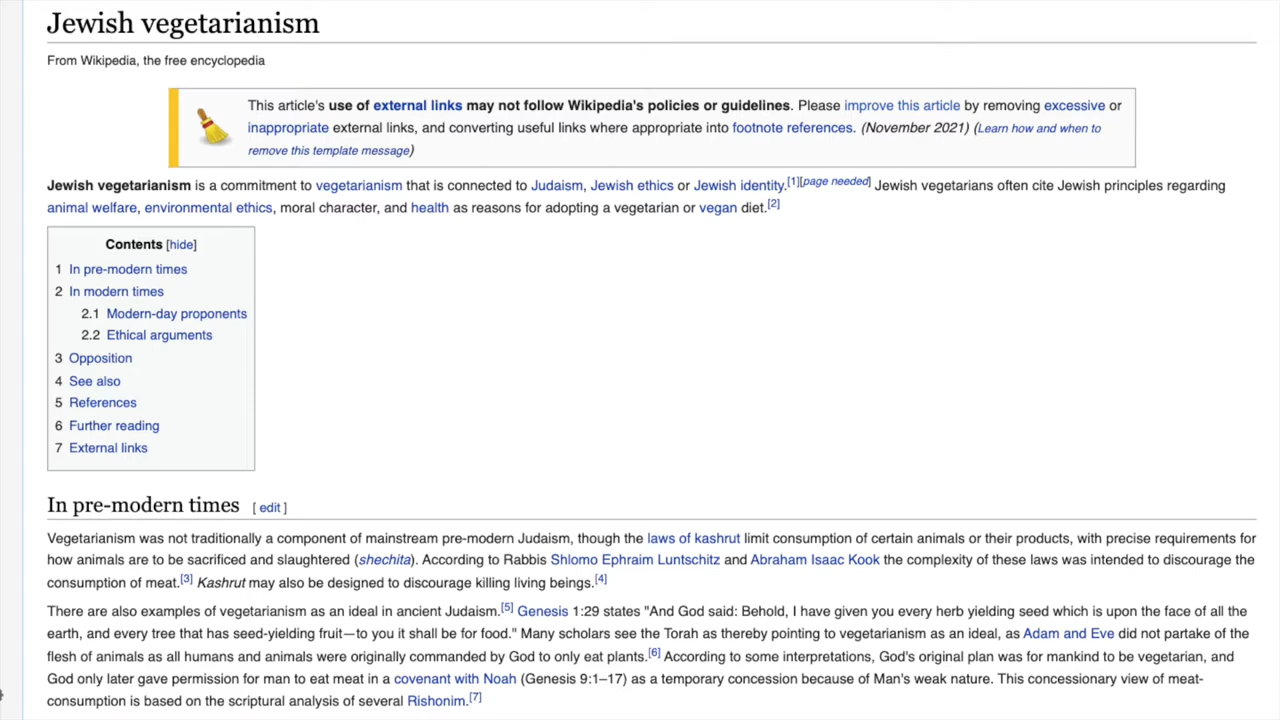 Jewish vegetarianism
From Wikipedia, the free encyclopedia
This article's use of external links may not follow Wikipedia's policies or guidelines. Please improve this article by removing excessive or
inappropriate external links, and converting useful links where appropriate into footnote references. (November 2021) (Learn how and when to
remove this template message)
Jewish vegetarianism is a commitment to vegetarianism that is connected to Judaism, Jewish ethics or Jewish identity.[1][page needed] Jewish vegetarians often cite Jewish principles regarding
animal welfare, environmental ethics, moral character, and health as reasons for adopting a vegetarian or vegan diet.[2]
Contents [hide]
1 In pre-modern times
2 In modern times
2.1 Modern-day proponents
2.2 Ethical arguments
3 Opposition
4 See also
5 References
6 Further reading
7 External links
In pre-modern times [ edit ]
Vegetarianism was not traditionally a component of mainstream pre-modern Judaism, though the laws of kashrut limit consumption of certain animals or their products, with precise requirements for
how animals are to be sacrificed and slaughtered (shechita). According to Rabbis Shlomo Ephraim Luntschitz and Abraham Isaac Kook the complexity of these laws was intended to discourage the
consumption of meat.[3] Kashrut may also be designed to discourage killing living beings.[4]
There are also examples of vegetarianism as an ideal in ancient Judaism.[5] Genesis 1:29 states "And God said: Behold, I have given you every herb yielding seed which is upon the face of all the
earth, and every tree that has seed-yielding fruit—to you it shall be for food." Many scholars see the Torah as thereby pointing to vegetarianism as an ideal, as Adam and Eve did not partake of the
flesh of animals as all humans and animals were originally commanded by God to only eat plants.[6] According to some interpretations, God's original plan was for mankind to be vegetarian, and
God only later gave permission for man to eat meat in a covenant with Noah (Genesis 9:1–17) as a temporary concession because of Man's weak nature. This concessionary view of meat-
consumption is based on the scriptural analysis of several Rishonim.[7]